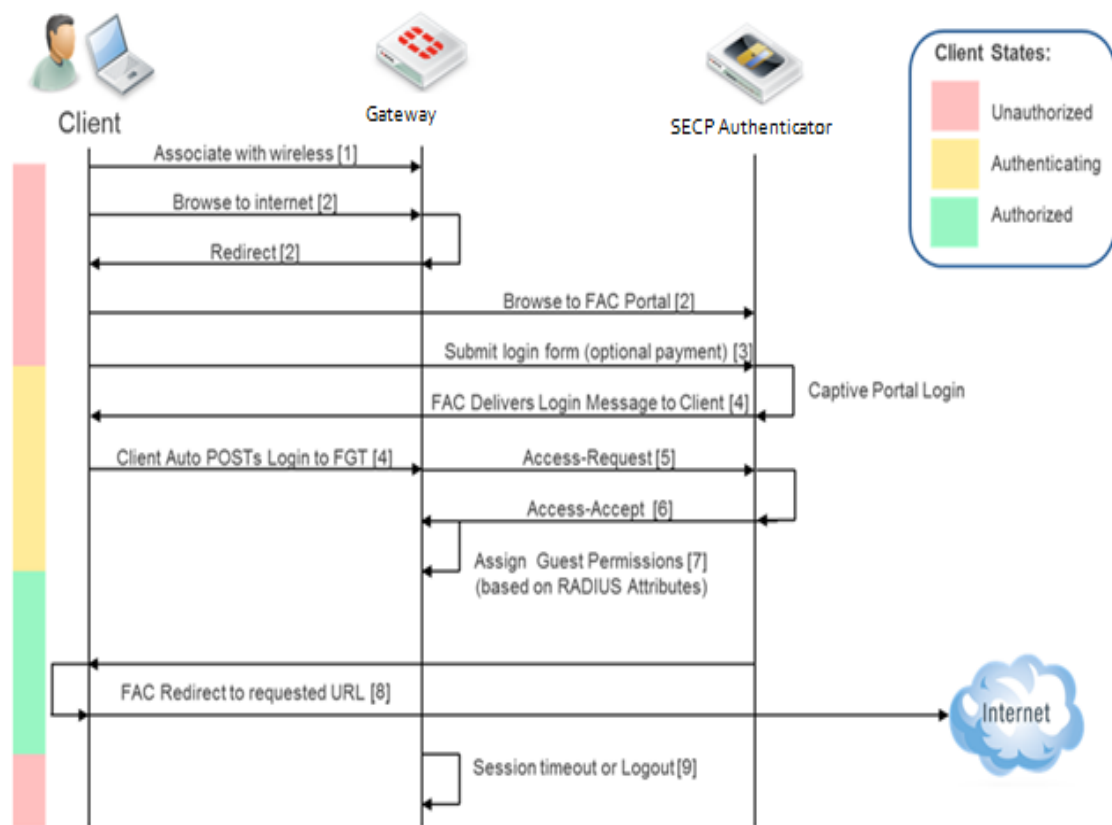 Client
Gateway
SECP Authenticator
Client States:
Unauthorized
Authenticating
Authorized
Associate with wireless [1]
Browse to internet [2]
Redirect [2]
Browse to FAC Portal [2]
Submit login form (optional payment) [3]
Captive Portal Login
FAC Delivers Login Message to Client [4]
Client Auto POSTs Login to FGT [4]
Access-Request [5]
Access-Accept [6]
Assign Guest Permissions [7]
(based on RADIUS Attributes)
FAC Redirect to requested URL [8]
Internet
Session timeout or Logout [9]